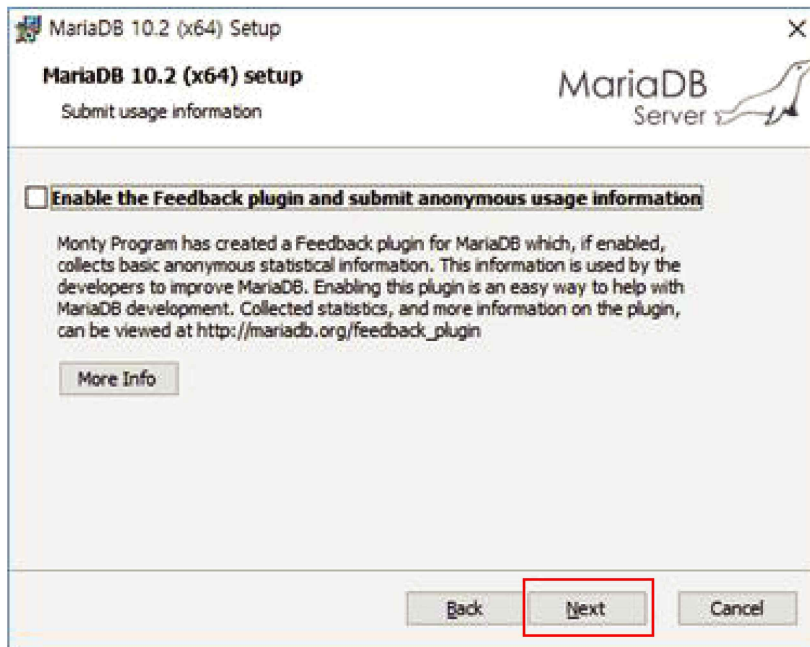 MariaDB 10.2 (x64) Setup
MariaDB 10.2 (x64) setup
Submit usage information
MariaDB
Server
Enable the Feedback plugin and submit anonymous usage information
Monty Program has created a Feedback plugin for MariaDB which, if enabled,
collects basic anonymous statistical information. This information is used by the
developers to improve MariaDB. Enabling this plugin is an easy way to help with
MariaDB development. Collected statistics, and more information on the plugin,
can be viewed at http://mariadb.org/feedback_plugin
More Info
Back
Next
Cancel